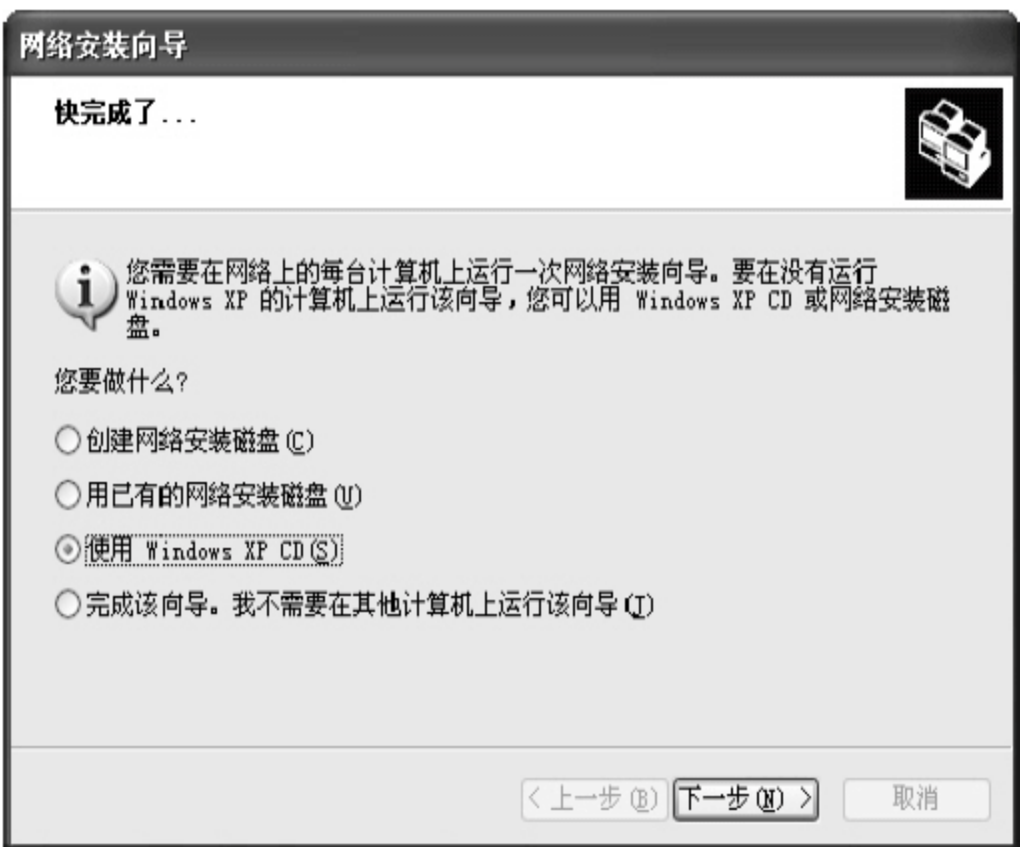 网络安装向导
快完成了...
您需要在网络上的每台计算机上运行一次网络安装向导。要在没有运行
Windows XP 的计算机上运行该向导，您可以用 Windows XP CD 或网络安装磁
盘。
您要做什么?
创建网络安装磁盘(C)
用已有的网络安装磁盘(U)
使用 Windows XP CD(S)
完成该向导。我不需要在其他计算机上运行该向导(J)
< 上一步(B) 下一步(N) > 取消